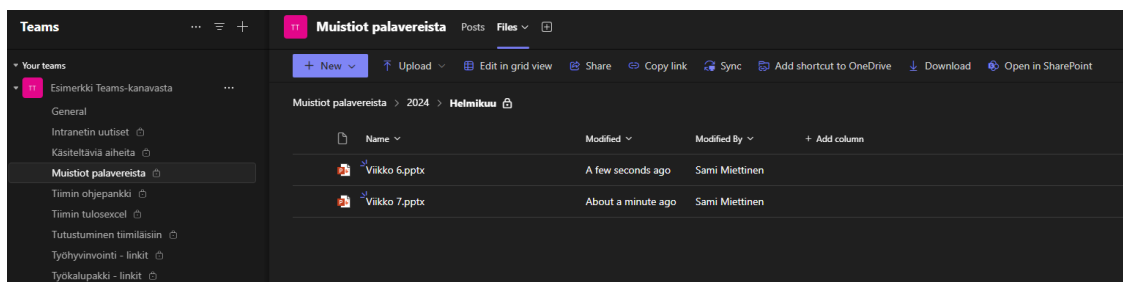 Teams
TT Muistiot palavereista Posts Files
Your teams
+ New Upload Edit in grid view Share Copy link Sync Add shortcut to OneDrive Download Open in SharePoint
TT Esimerkki Teams-kanavasta
Muistiot palavereista > 2024 > Helmikuu
General
Intranetin uutiset
Name Modified Modified By + Add column
Käsiteltäviä aiheita
Muistiot palavereista
Viikko 6.pptx A few seconds ago Sami Miettinen
Tiimin ohjepankki
Viikko 7.pptx About a minute ago Sami Miettinen
Tiimin tulosexcel
Tutustuminen tiimiläisiin
Työhyvinvointi - linkit
Työkalupakki - linkit